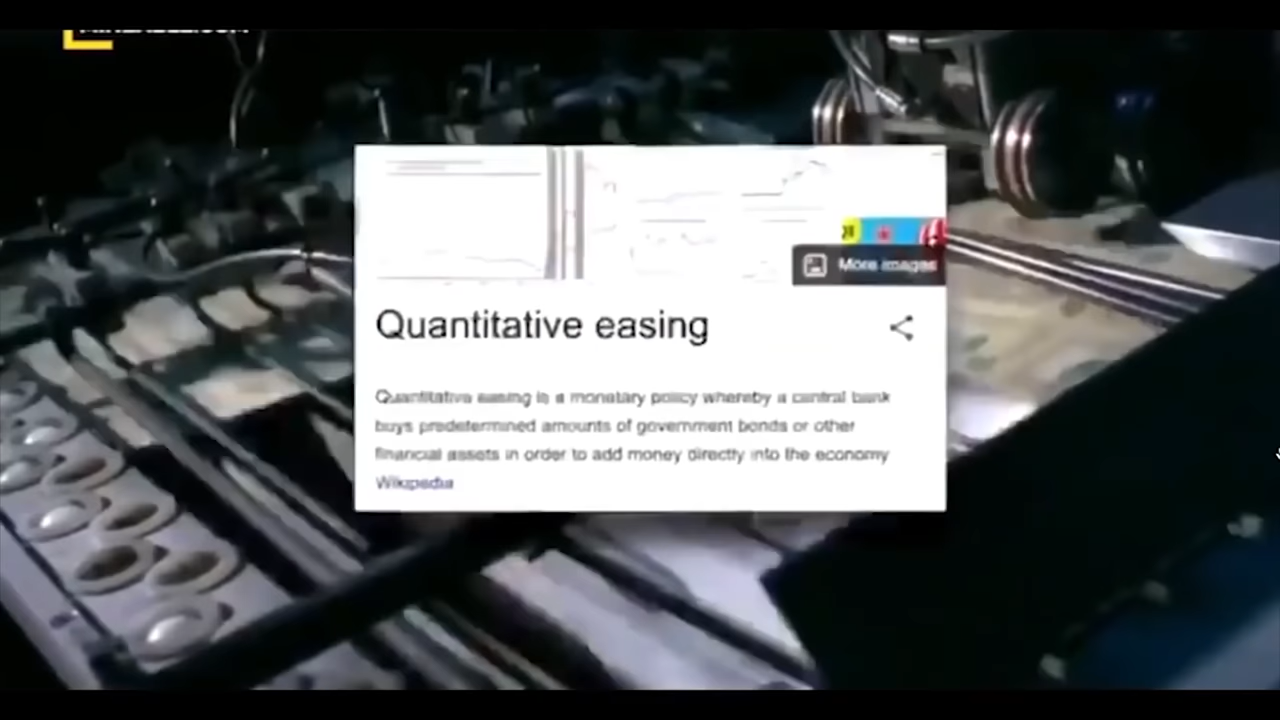 More images
Quantitative easing
Quantitative easing is a monetary policy whereby a central bank
buys predetermined amounts of government bonds or other
financial assets in order to add money directly into the economy
Wikipedia